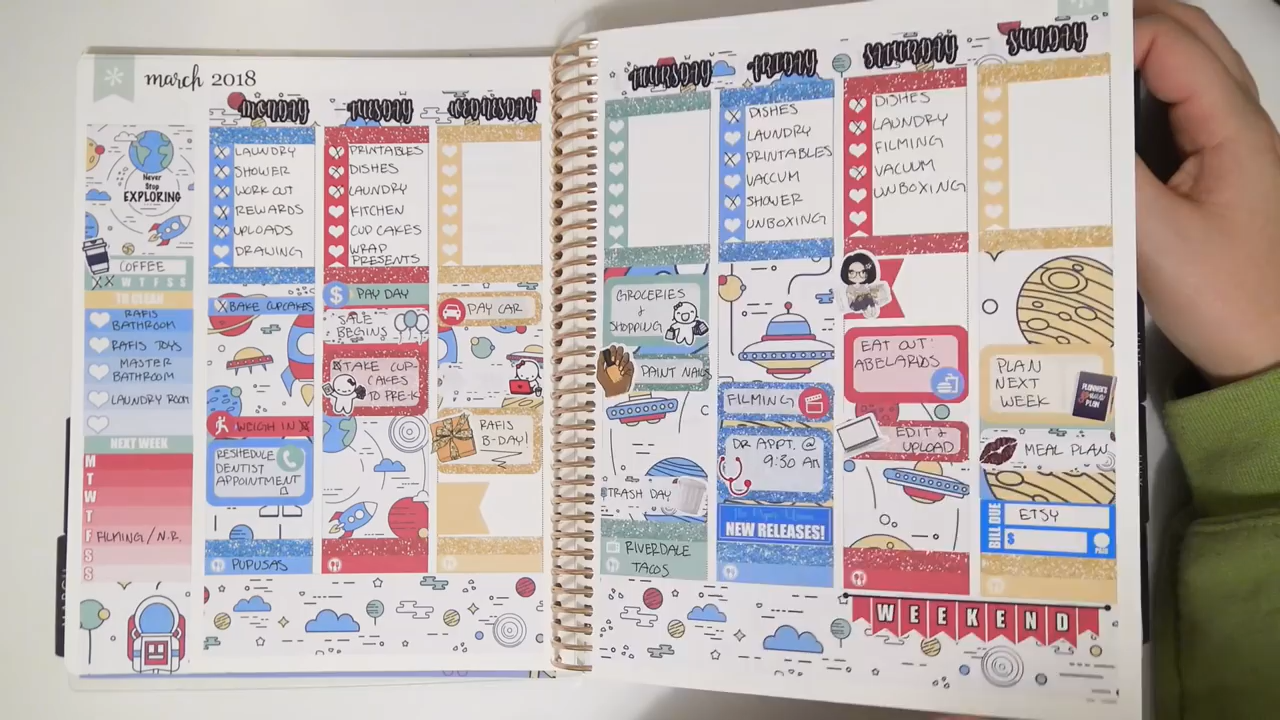 march 2018
Never
Stop
EXPLORING
COFFEE
X X W T F S S
TO CLEAN
RAFIS
BATHROOM
RAFIS TOYS
MASTER
BATHROOM
LAUNDRY ROOM
NEXT WEEK
M
T
W
T
F FILMING / N.R.
S
S
MONDAY
LAUNDRY
SHOWER
WORK OUT
REWARDS
UPLOADS
DRAWING
BAKE CUPCAKES
WEIGH IN
RESHEDULE
DENTIST
APPOINTMENT
PUPUSAS
TUESDAY
PRINTABLES
DISHES
LAUNDRY
KITCHEN
CUPCAKES
WRAP
PRESENTS
$ PAY DAY
SALE
BEGINS
TAKE CUP-
CAKES
TO PRE-K
WEDNESDAY
PAY CAR
RAFIS
B-DAY!
THURSDAY
GROCERIES
&
SHOPPING
PAINT NAILS
TRASH DAY
RIVERDALE
TACOS
FRIDAY
DISHES
LAUNDRY
PRINTABLES
VACCUM
SHOWER
UNBOXING
FILMING
DR APPT. @
9:30 AM
NEW RELEASES!
SATURDAY
DISHES
LAUNDRY
FILMING
VACUM
UNBOXING
EAT OUT:
ABELARDS
EDIT &
UPLOAD
WEEKEND
SUNDAY
PLAN
NEXT
WEEK
MEAL PLAN
BILL DUE
ETSY
$
MARCH